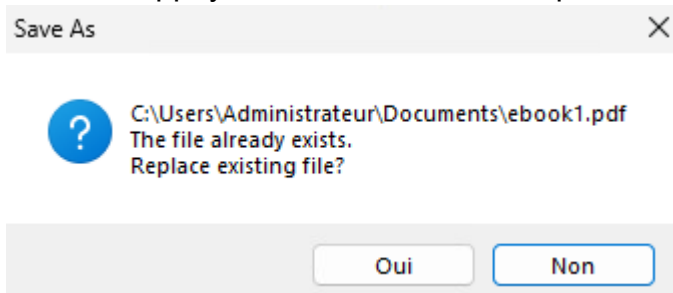 Save As
C:\Users\Administrateur\Documents\ebook1.pdf
The file already exists.
Replace existing file?
Oui
Non